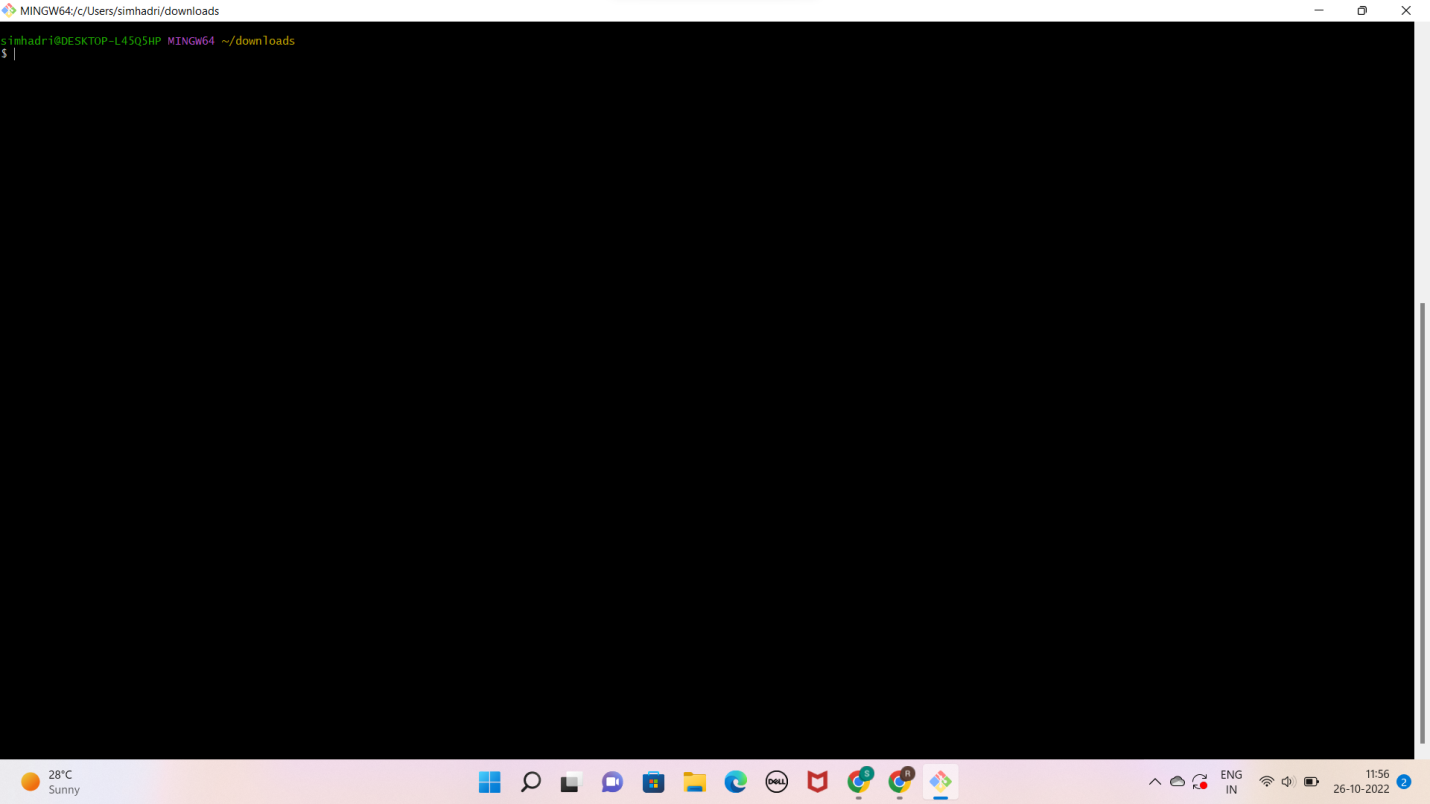 MINGW64:/c/Users/simhadri/downloads
simhadri@DESKTOP-L45Q5HP MINGW64 ~/downloads
$
28°C
Sunny
DELL
S
R
ENG
IN
11:56
26-10-2022
2